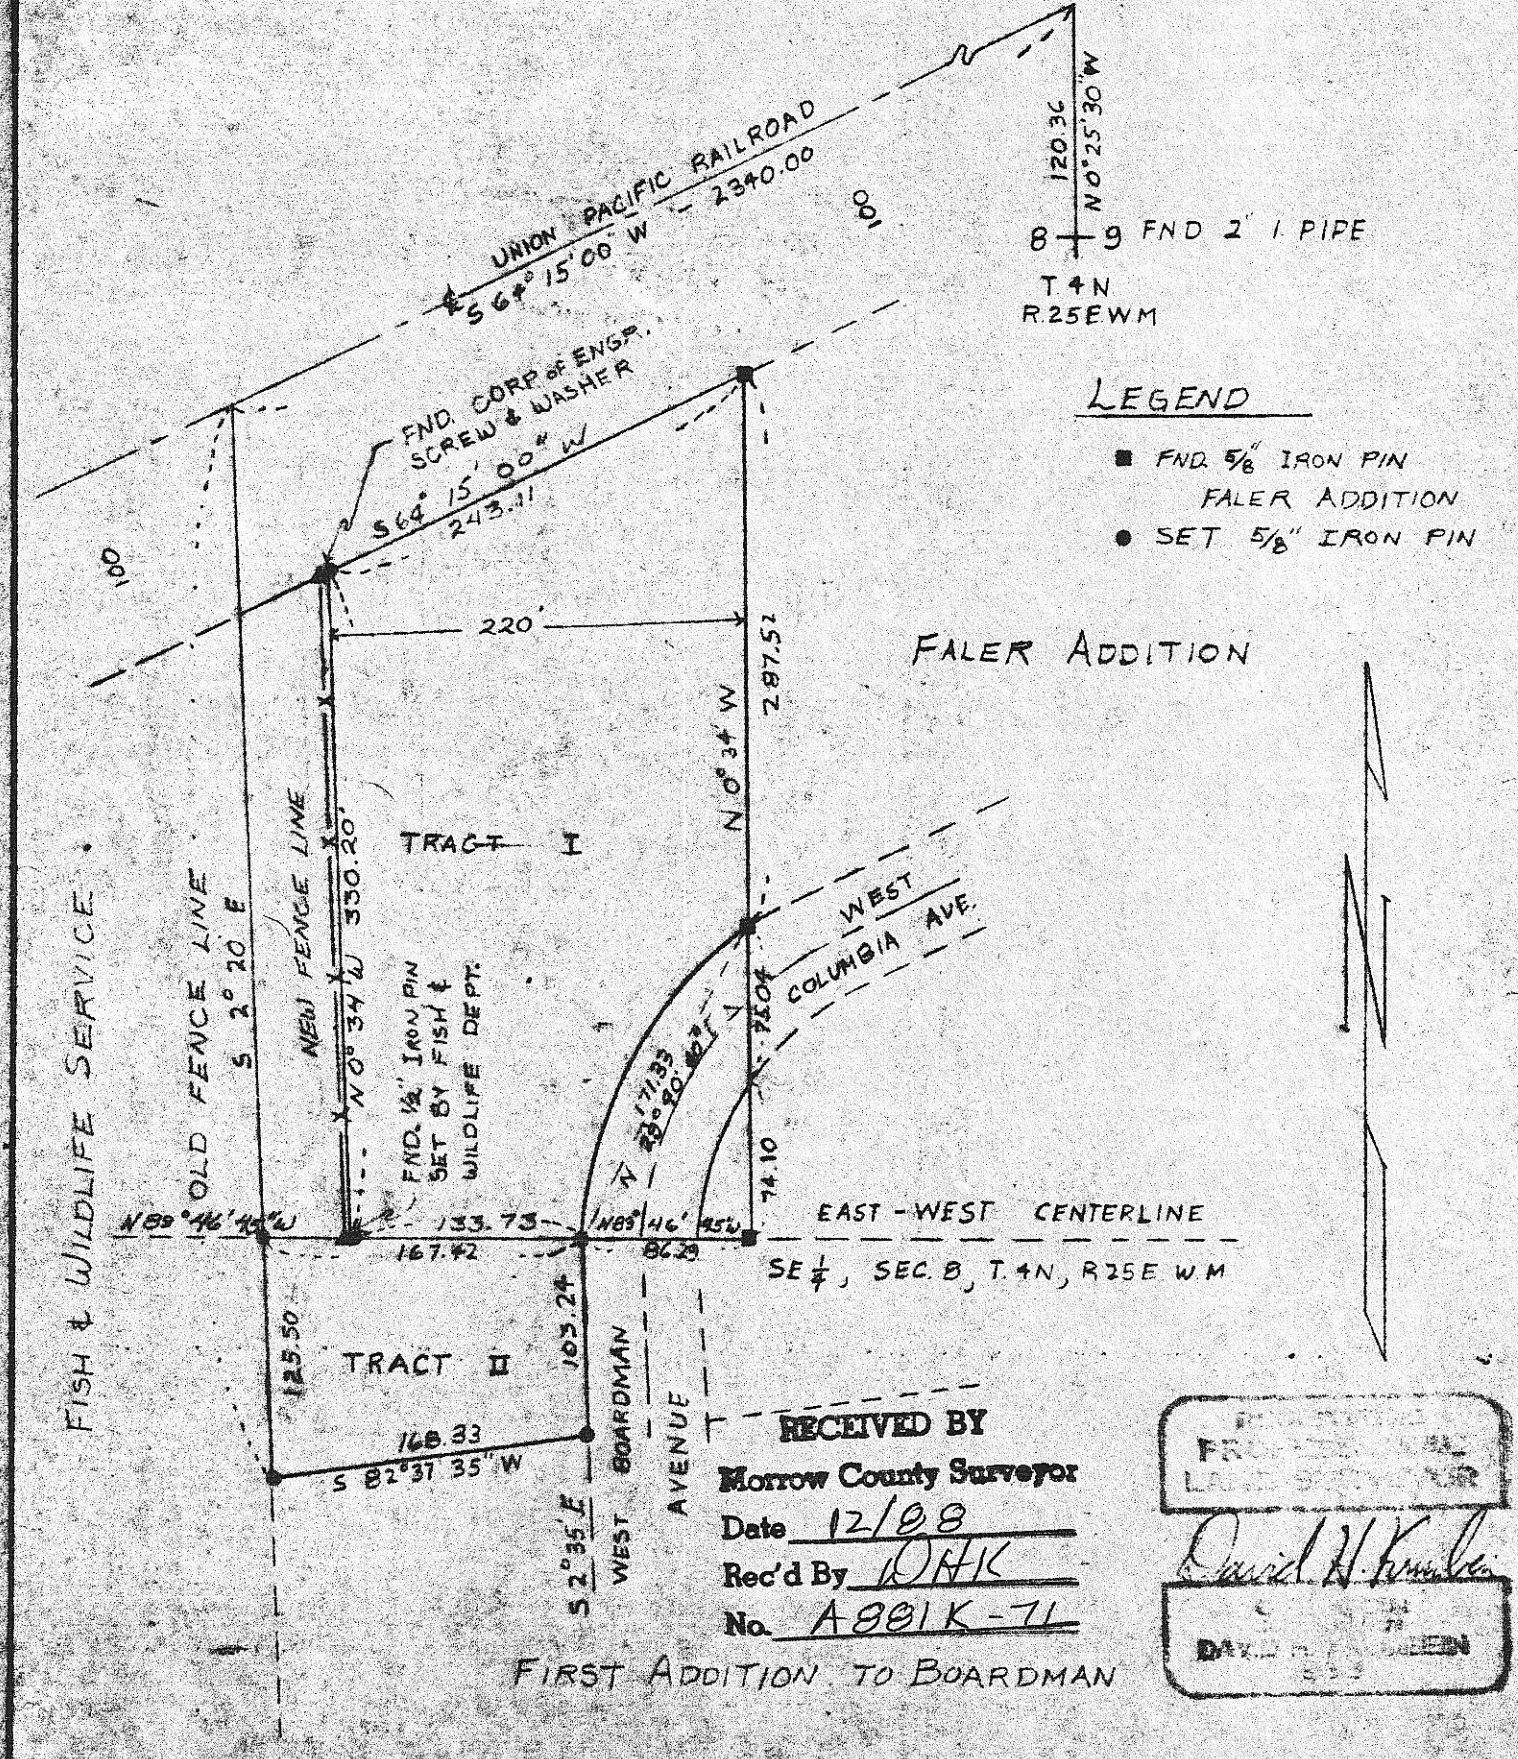 120.36
N 0° 25' 30" W
UNION PACIFIC RAILROAD
S 64° 15' 00" W - 2340.00
100
8 9 FND 2" I. PIPE
T. 4 N
R. 25 E W M
FND. CORP. OF ENGR.
SCREW & WASHER
S 64° 15' 00" W
243.11
LEGEND
■ FND. 5/8" IRON PIN
FALER ADDITION
● SET 5/8" IRON PIN
100
220'
287.52
N 0° 34' W
FALER ADDITION
TRACT I
NEW FENCE LINE
N 0° 34' W 330.20'
OLD FENCE LINE
S 2° 20' E
FISH & WILDLIFE SERVICE
FND. 1/2" IRON PIN
SET BY FISH &
WILDLIFE DEPT.
WEST
COLUMBIA AVE.
75.04
171.33
74.10
N
N 89° 46' 45" W
133.73
N 89° 46' 45" W
167.42
86.29
EAST - WEST CENTERLINE
SE 1/4, SEC. 8, T. 4N, R 25E W.M
125.50
TRACT II
103.24
168.33
S 82° 37' 35" W
S 2° 35' E
WEST BOARDMAN
AVENUE
RECEIVED BY
Morrow County Surveyor
Date 12/88
Rec'd By DHK
No. A881K-71
FIRST ADDITION TO BOARDMAN
David H. Krumbein